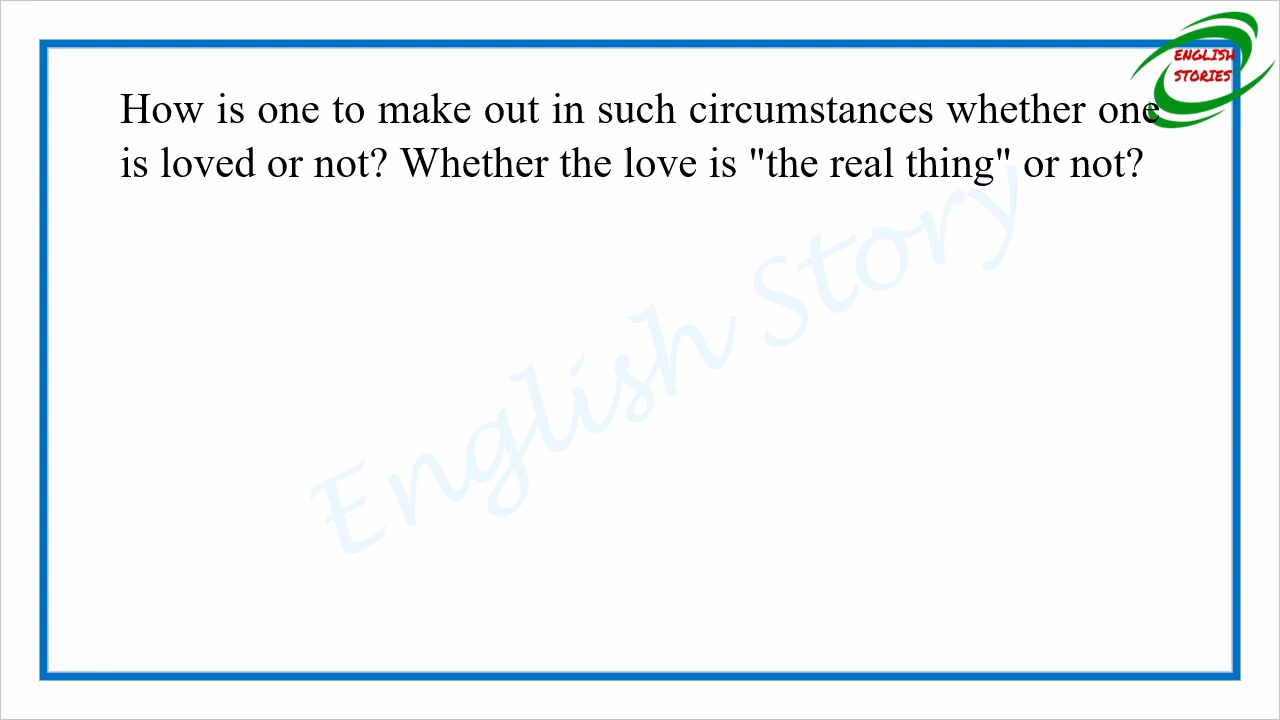 ENGLISH
STORIES
How is one to make out in such circumstances whether one
is loved or not? Whether the love is "the real thing" or not?
English Story